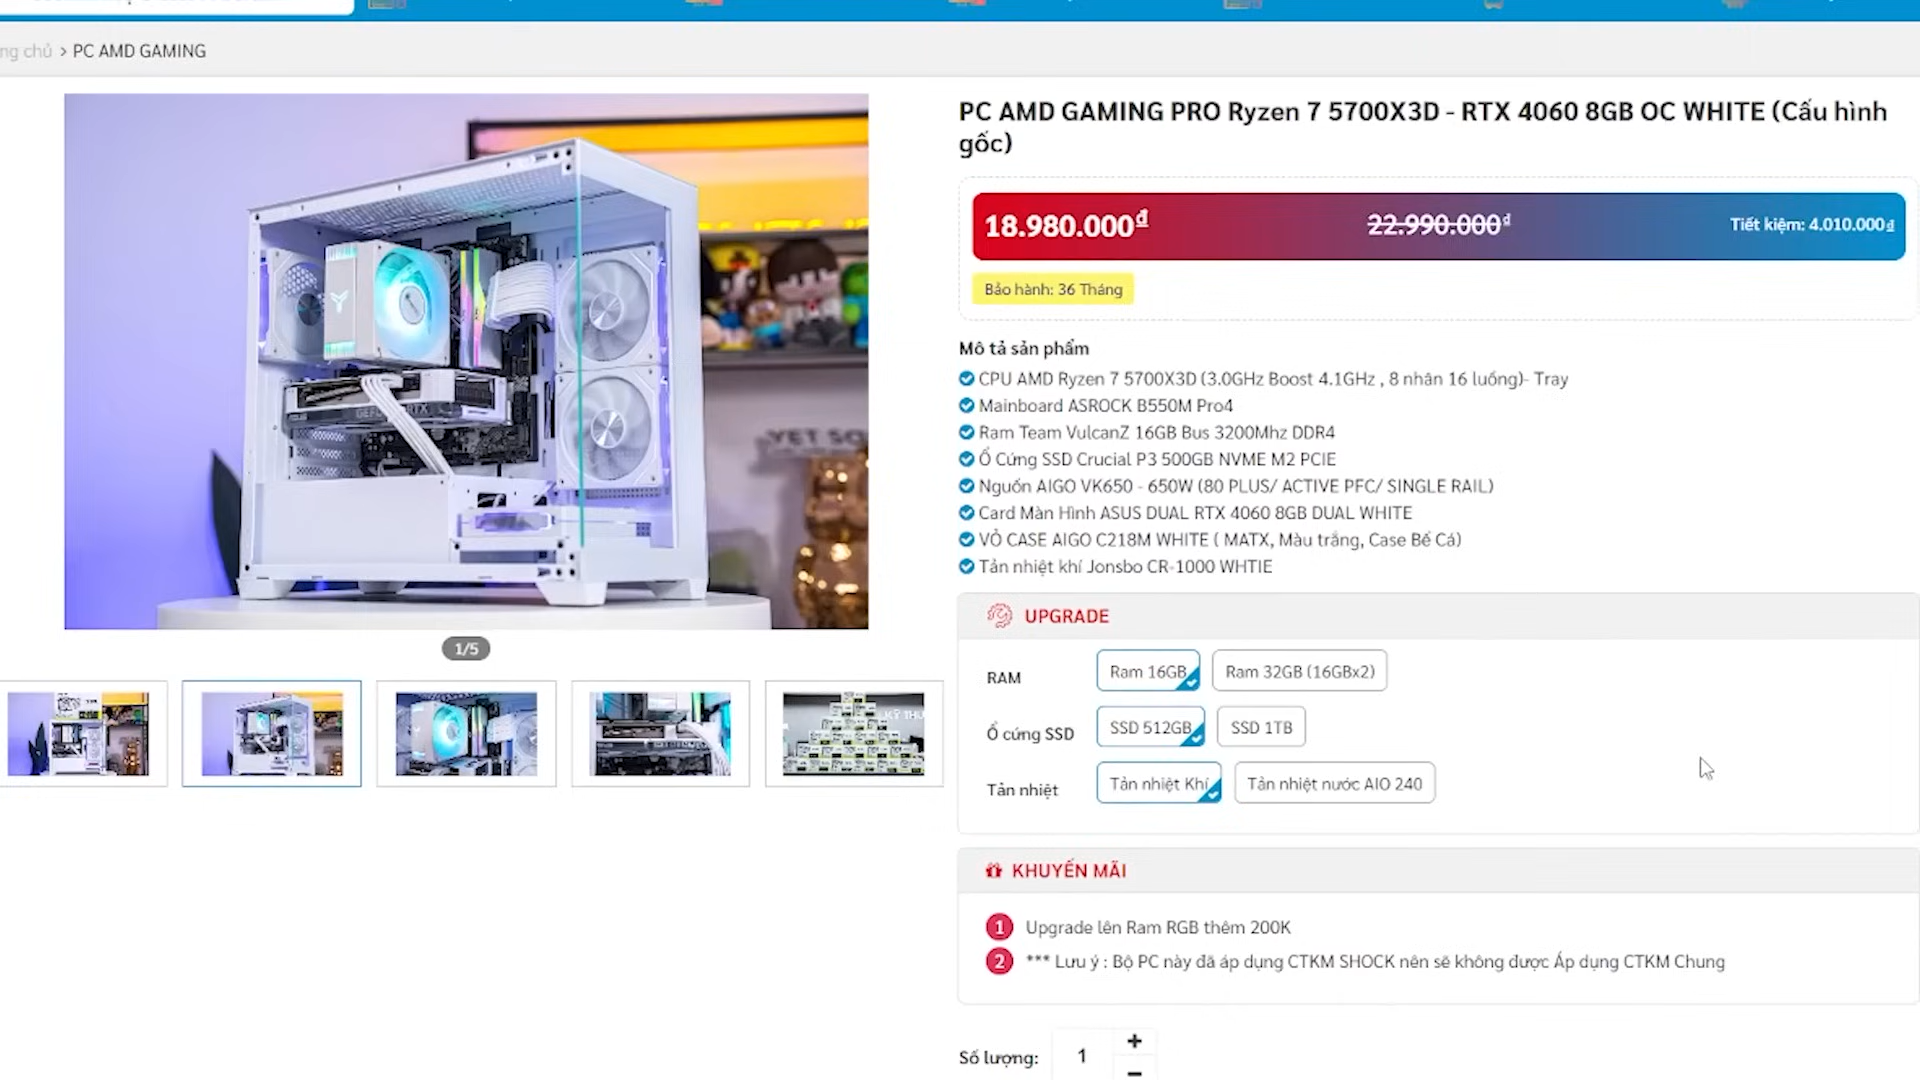 chủ > PC AMD GAMING
PC AMD GAMING PRO Ryzen 7 5700X3D - RTX 4060 8GB OC WHITE (Cấu hình
gốc)
18.980.000đ 22.990.000đ Tiết kiệm: 4.010.000đ
Bảo hành: 36 Tháng
Mô tả sản phẩm
CPU AMD Ryzen 7 5700X3D (3.0GHz Boost 4.1GHz , 8 nhân 16 luồng)- Tray
Mainboard ASROCK B550M Pro4
Ram Team VulcanZ 16GB Bus 3200Mhz DDR4
Ổ Cứng SSD Crucial P3 500GB NVME M2 PCIE
Nguồn AIGO VK650 - 650W (80 PLUS/ ACTIVE PFC/ SINGLE RAIL)
Card Màn Hình ASUS DUAL RTX 4060 8GB DUAL WHITE
VỎ CASE AIGO C218M WHITE ( MATX, Màu trắng, Case Bể Cá)
Tản nhiệt khí Jonsbo CR-1000 WHTIE
UPGRADE
RAM Ram 16GB Ram 32GB (16GBx2)
Ổ cứng SSD SSD 512GB SSD 1TB
Tản nhiệt Tản nhiệt Khí Tản nhiệt nước AIO 240
KHUYẾN MÃI
1 Upgrade lên Ram RGB thêm 200K
2 *** Lưu ý : Bộ PC này đã áp dụng CTKM SHOCK nên sẽ không được Áp dụng CTKM Chung
Số lượng: 1 + −
1/5